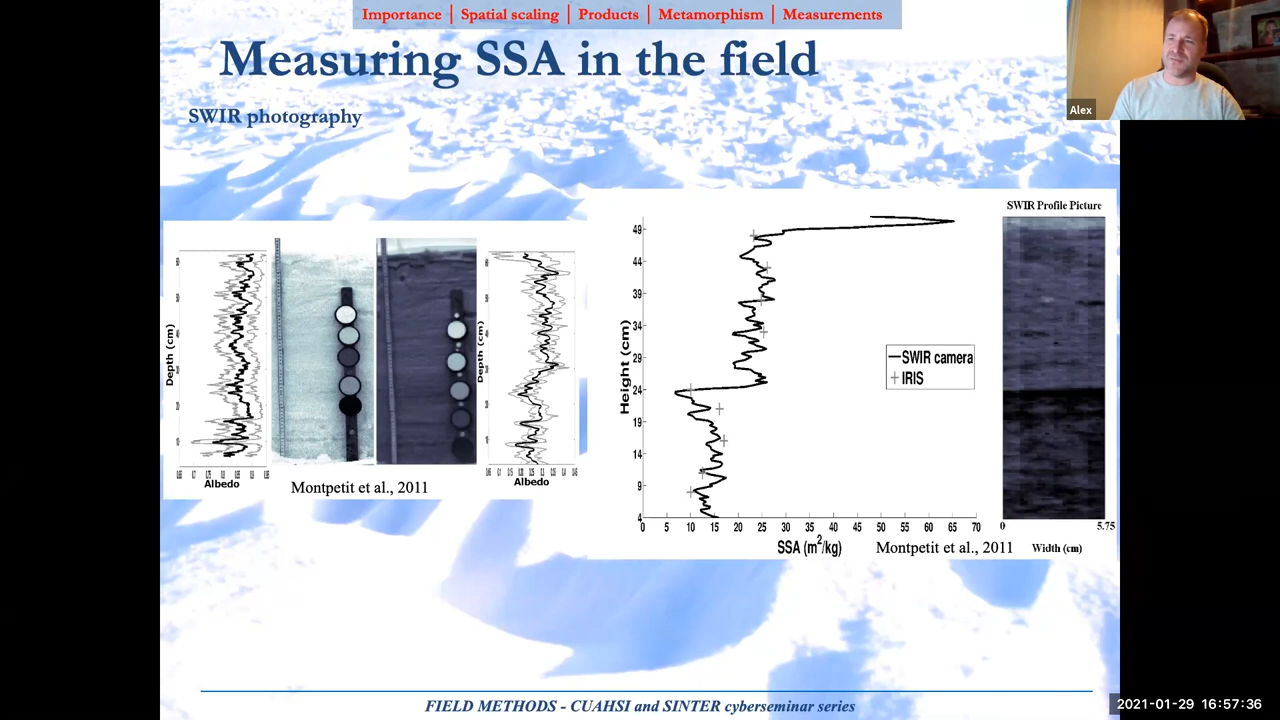 Importance | Spatial scaling | Products | Metamorphism | Measurements
Measuring SSA in the field
SWIR photography
Alex
Depth (cm)
Albedo
Depth (cm)
Albedo
Montpetit et al., 2011
Height (cm)
49
44
39
34
29
24
19
14
9
4
0 5 10 15 20 25 30 35 40 45 50 55 60 65 70
SSA (m²/kg)
SWIR camera
IRIS
Montpetit et al., 2011
SWIR Profile Picture
0 5.75
Width (cm)
FIELD METHODS - CUAHSI and SINTER cyberseminar series
2021-01-29 16:57:36